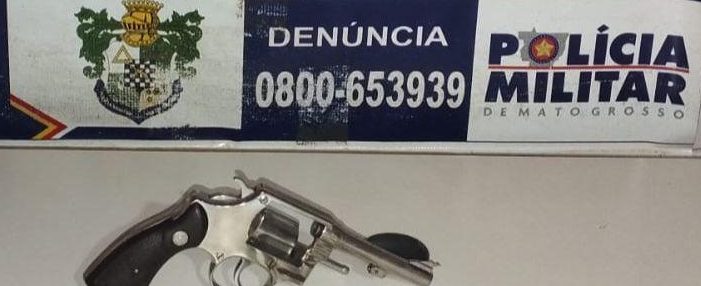 DENÚNCIA
0800-653939
POLÍCIA
MILITAR
DE MATO GROSSO